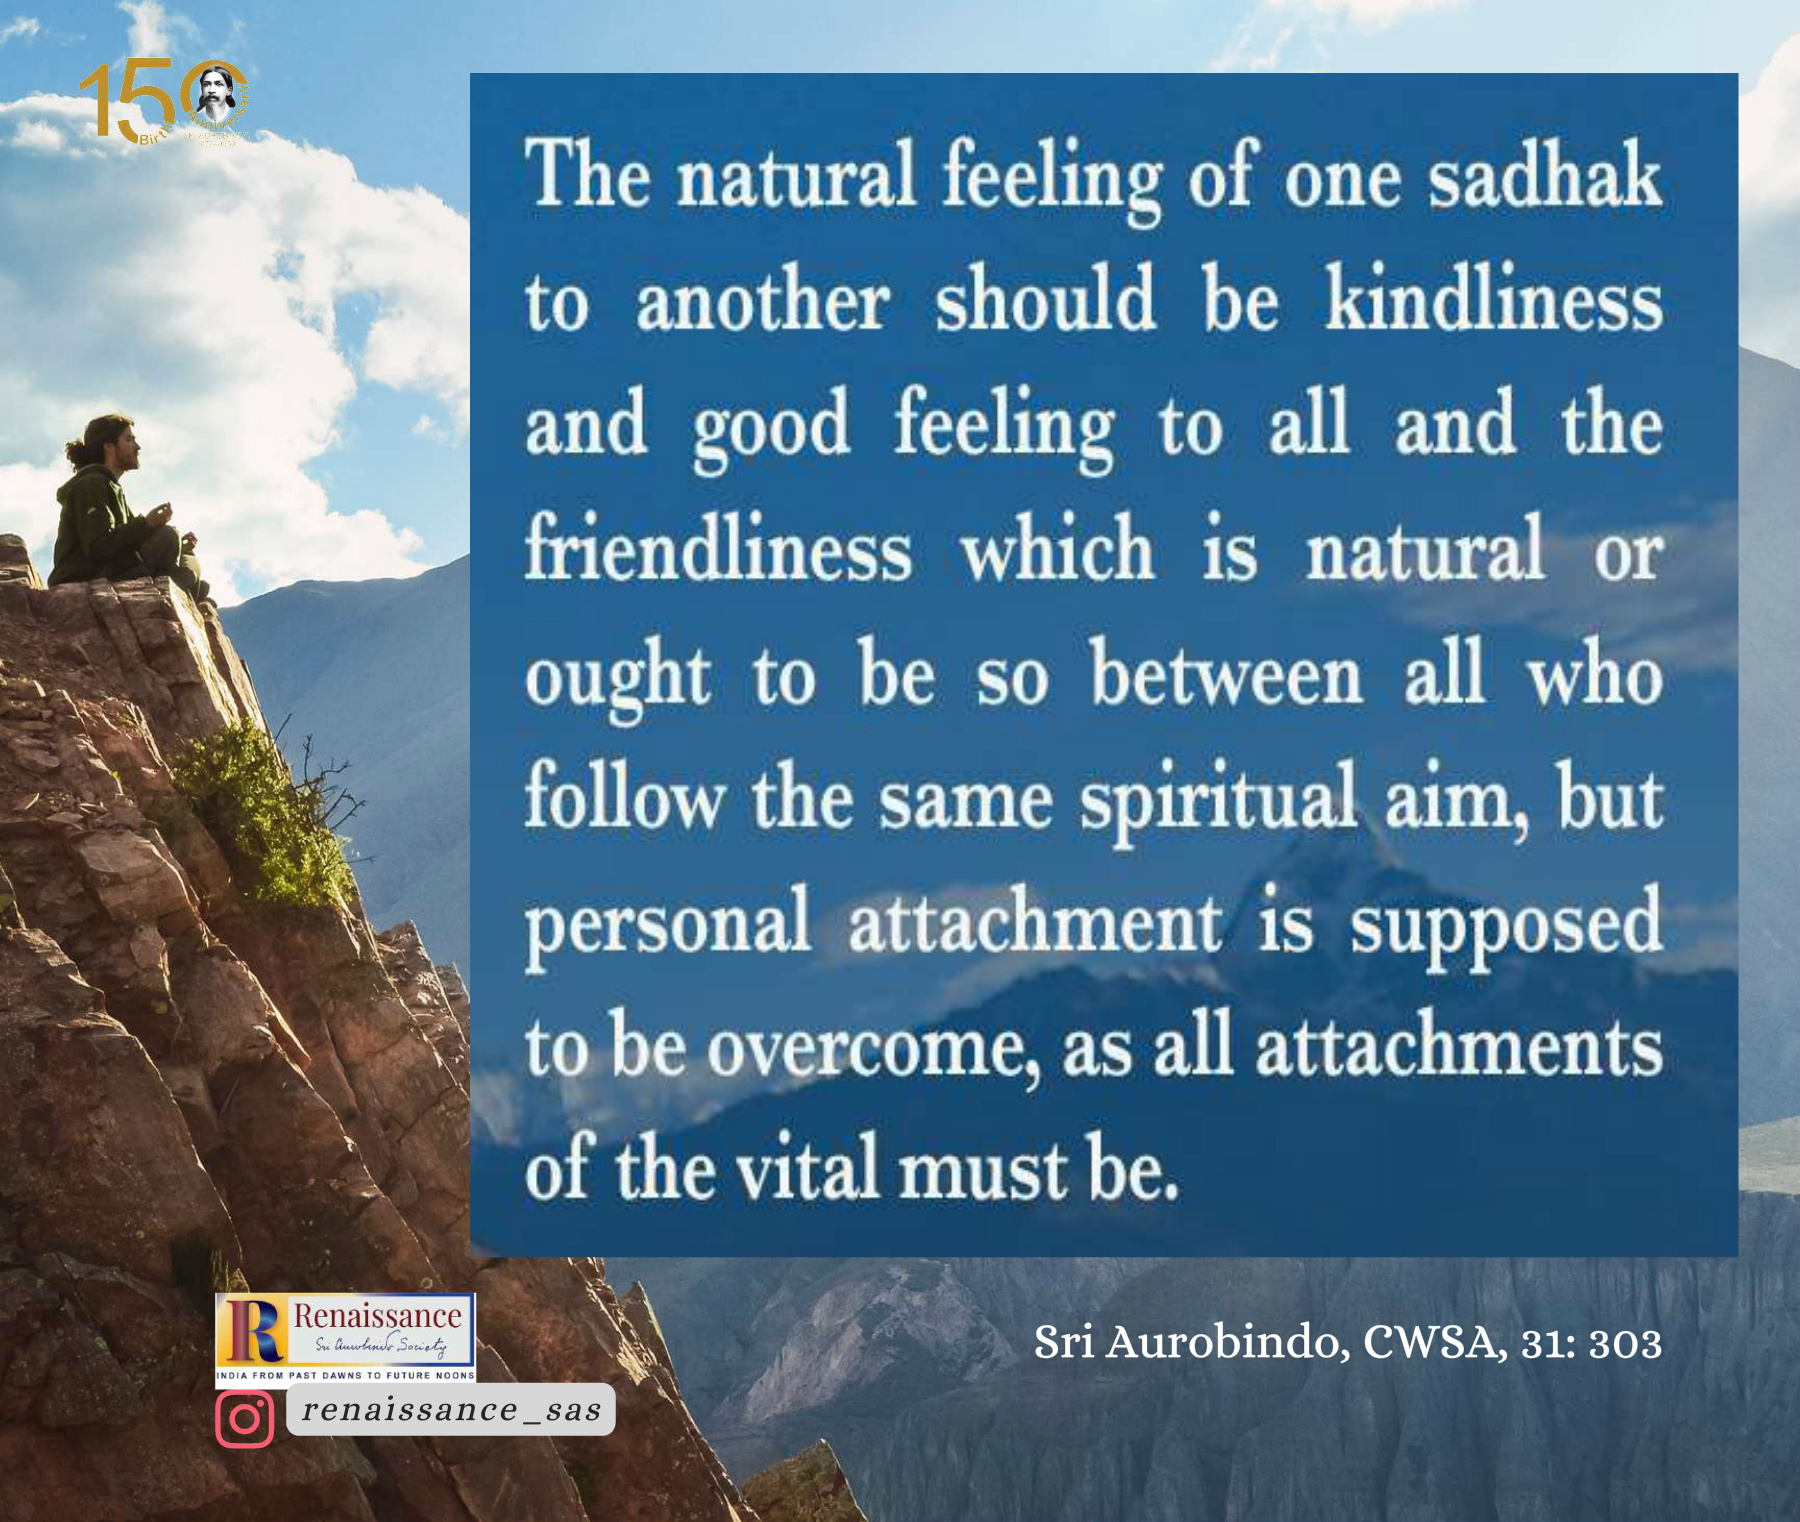 150
Birth Anniversary
The natural feeling of one sadhak
to another should be kindliness
and good feeling to all and the
friendliness which is natural or
ought to be so between all who
follow the same spiritual aim, but
personal attachment is supposed
to be overcome, as all attachments
of the vital must be.
Sri Aurobindo, CWSA, 31: 303
R Renaissance
Sri Aurobindo Society
INDIA FROM PAST DAWNS TO FUTURE NOONS
renaissance_sas